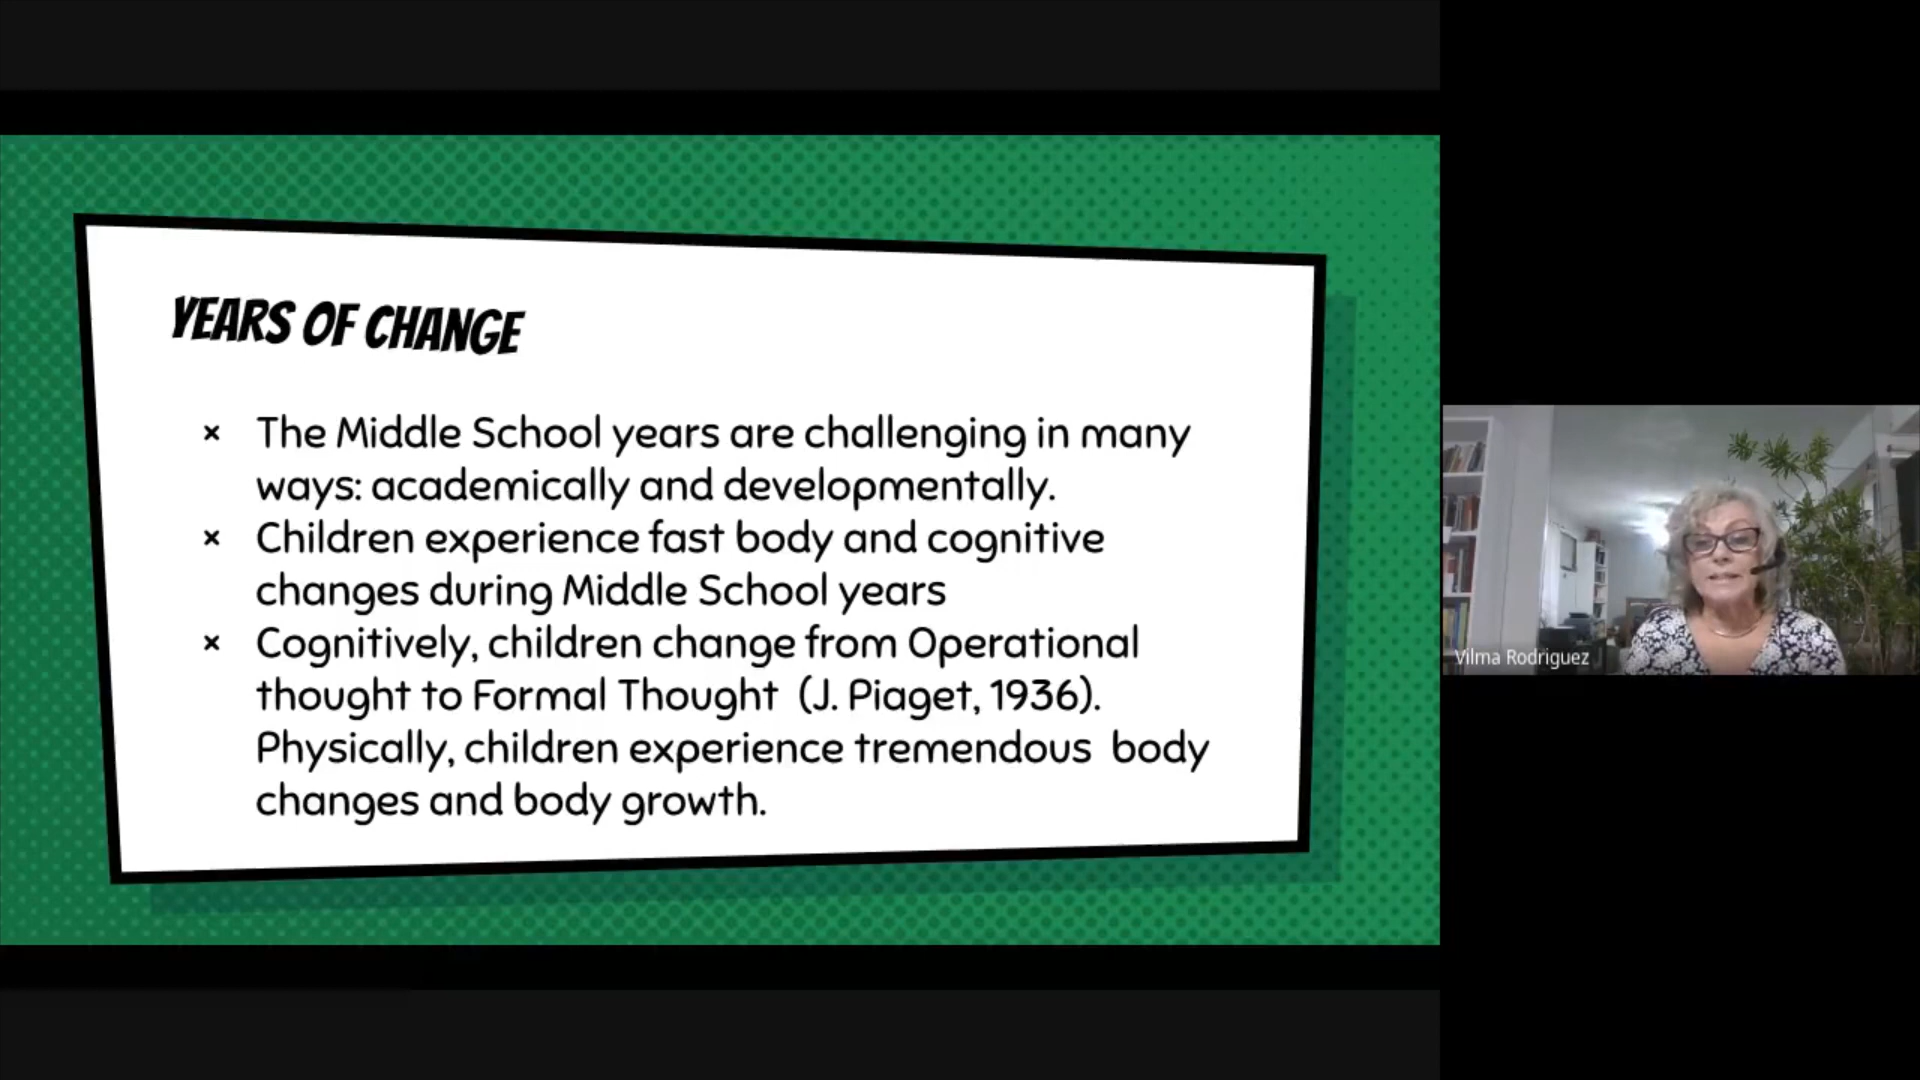 YEARS OF CHANGE
× The Middle School years are challenging in many
ways: academically and developmentally.
× Children experience fast body and cognitive
changes during Middle School years
× Cognitively, children change from Operational
thought to Formal Thought  (J. Piaget, 1936).
Physically, children experience tremendous  body
changes and body growth.
Vilma Rodriguez